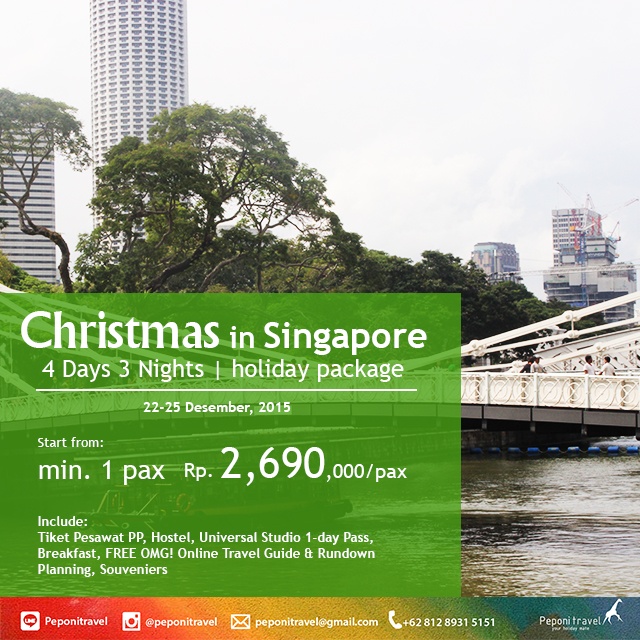 Christmas in Singapore
4 Days 3 Nights | holiday package
22-25 Desember, 2015
Start from:
min. 1 pax Rp. 2,690,000/pax
Include:
Tiket Pesawat PP, Hostel, Universal Studio 1-day Pass,
Breakfast, FREE OMG! Online Travel Guide & Rundown
Planning, Souveniers
LINE Peponitravel @peponitravel peponitravel@gmail.com +62 812 8931 5151 Peponi travel
your holiday mate